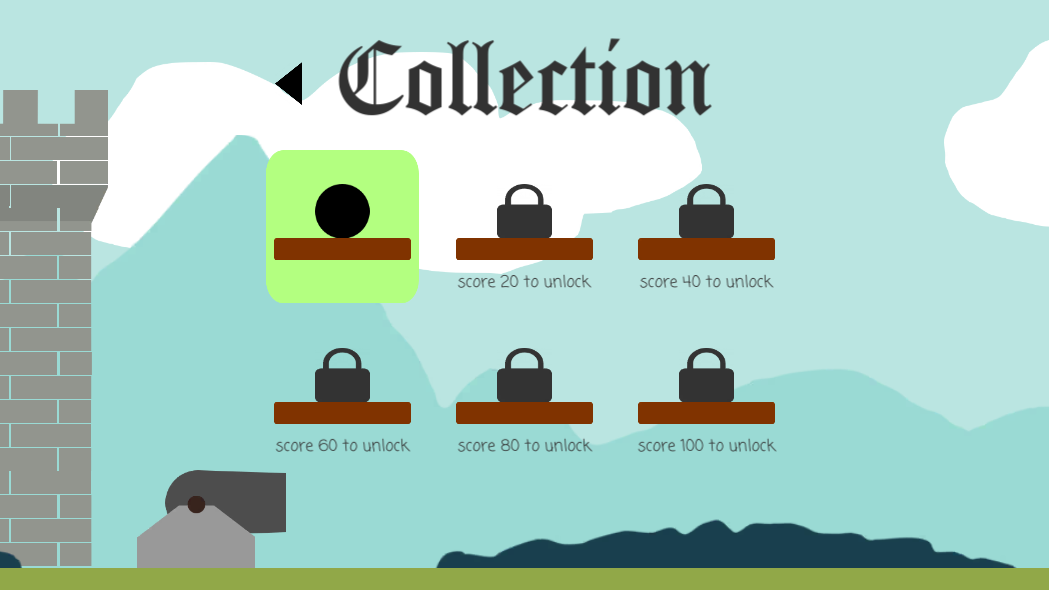 Collection
score 20 to unlock
score 40 to unlock
score 60 to unlock
score 80 to unlock
score 100 to unlock